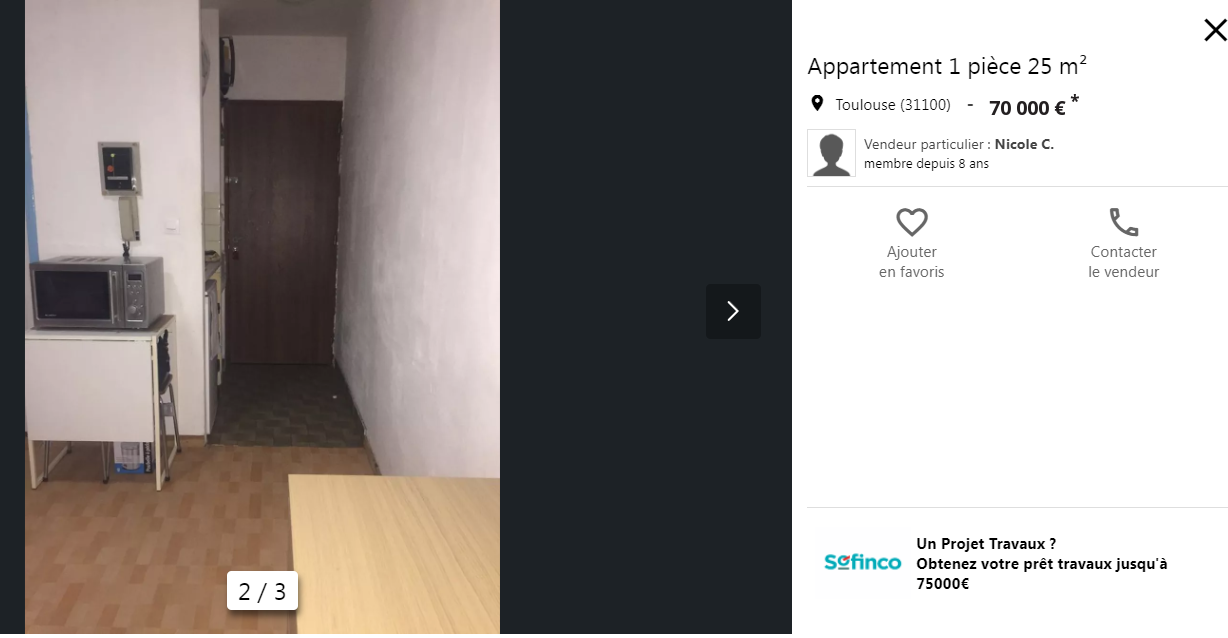 Appartement 1 pièce 25 m²
Toulouse (31100) - 70 000 € *
Vendeur particulier : Nicole C.
membre depuis 8 ans
Ajouter
en favoris
Contacter
le vendeur
2 / 3
Sofinco
Un Projet Travaux ?
Obtenez votre prêt travaux jusqu'à
75000€